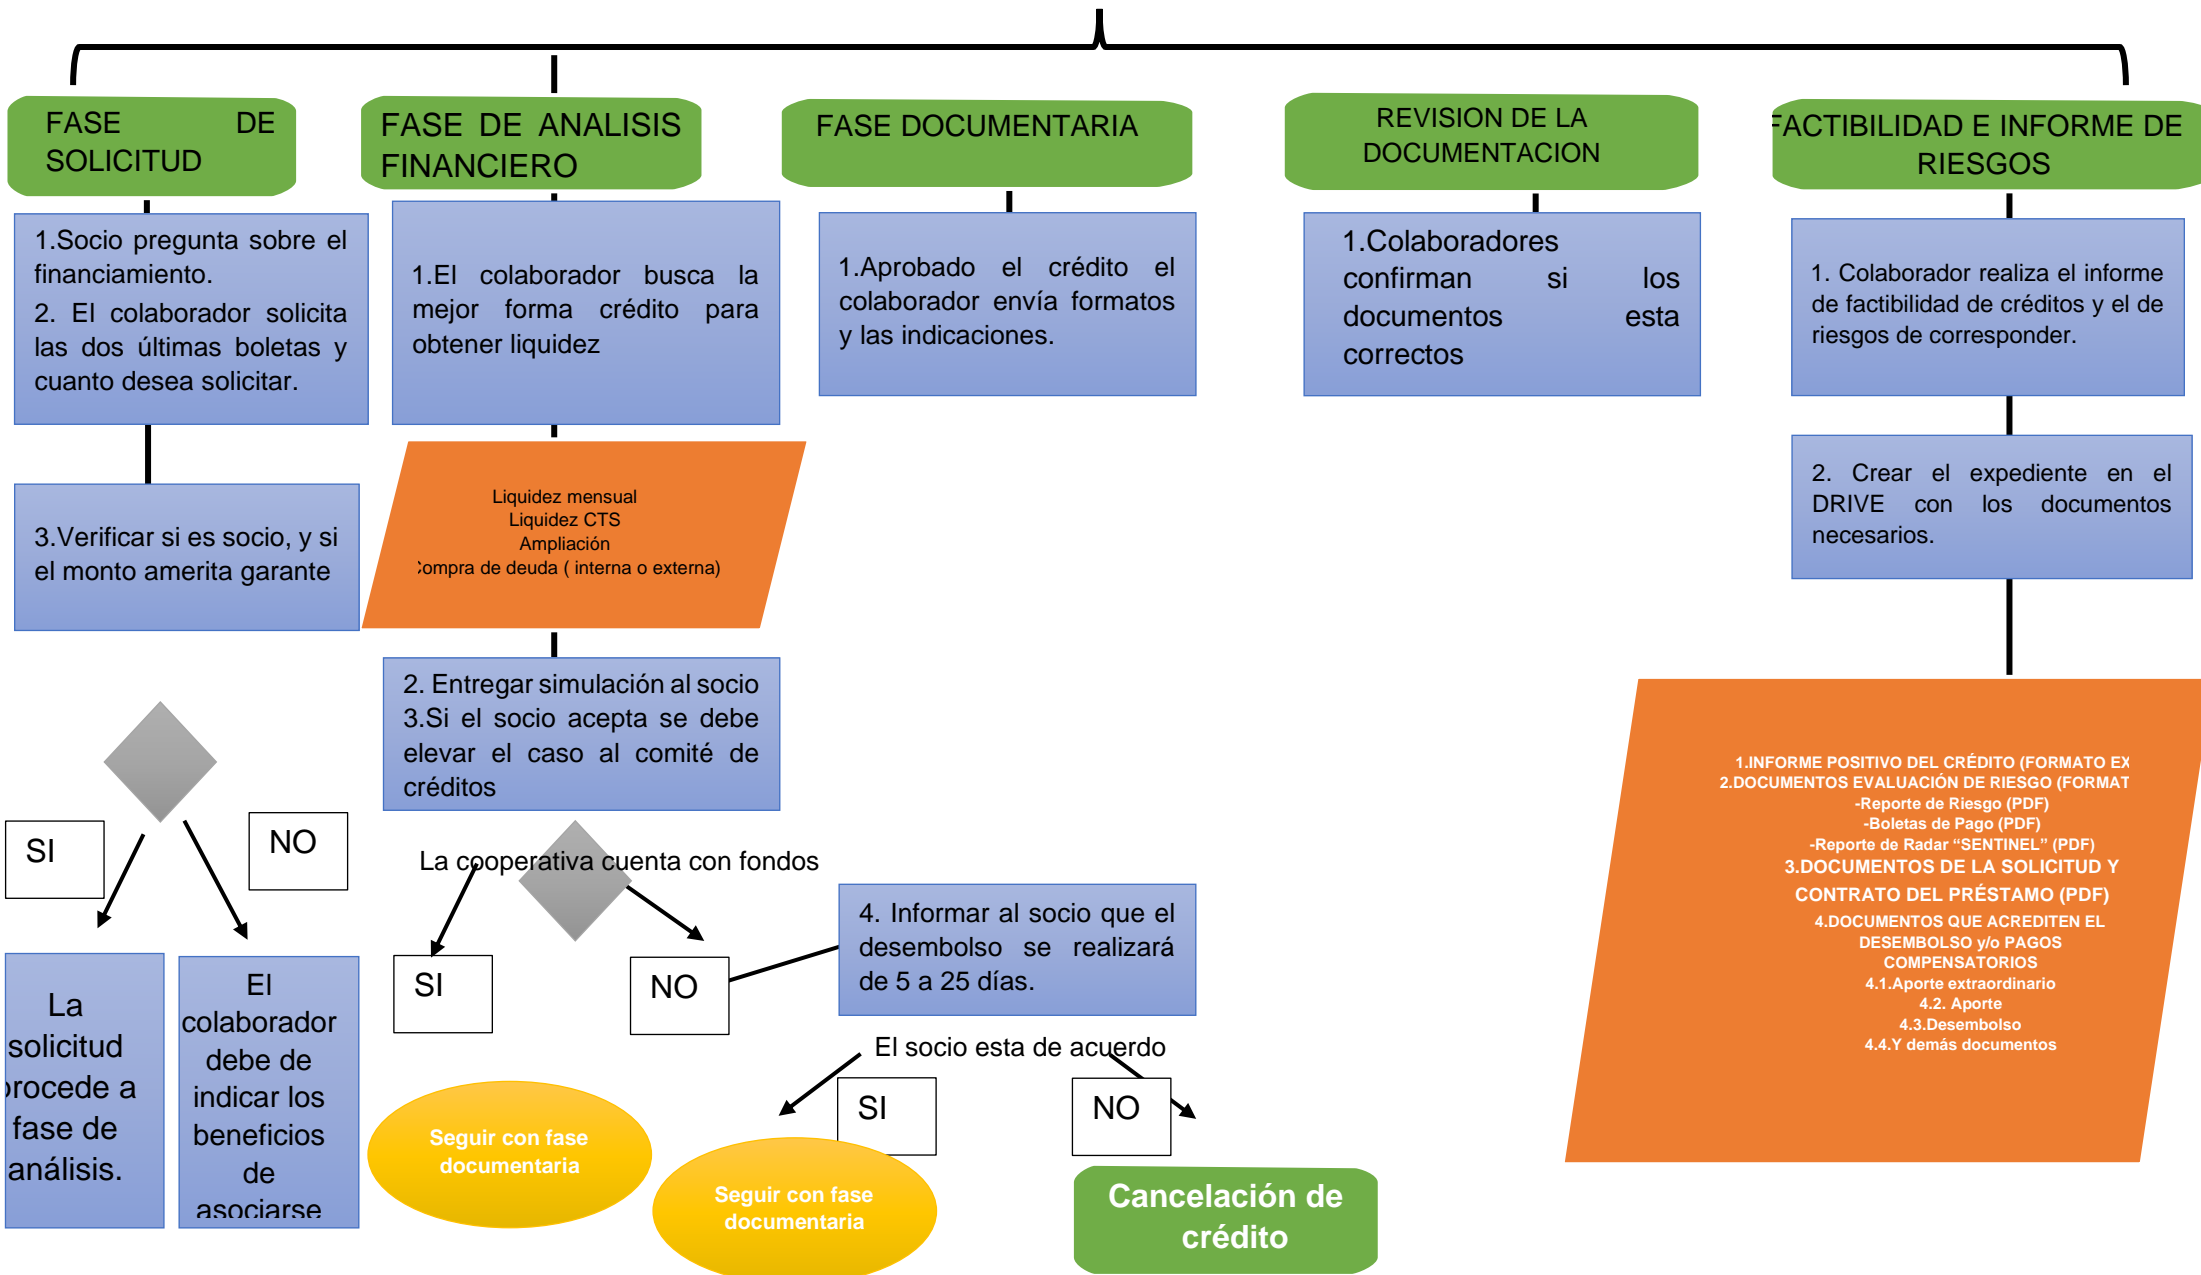 FASE DE
SOLICITUD
1.Socio pregunta sobre el
financiamiento.
2. El colaborador solicita
las dos últimas boletas y
cuanto desea solicitar.
3.Verificar si es socio, y si
el monto amerita garante
SI
NO
La
solicitud
procede a
fase de
análisis.
El
colaborador
debe de
indicar los
beneficios
de
asociarse
FASE DE ANALISIS
FINANCIERO
1.El colaborador busca la
mejor forma crédito para
obtener liquidez
Liquidez mensual
Liquidez CTS
Ampliación
Compra de deuda ( interna o externa)
2. Entregar simulación al socio
3.Si el socio acepta se debe
elevar el caso al comité de
créditos
La cooperativa cuenta con fondos
SI
NO
4. Informar al socio que el
desembolso se realizará
de 5 a 25 días.
El socio esta de acuerdo
SI
NO
Seguir con fase
documentaria
Seguir con fase
documentaria
Cancelación de
crédito
FASE DOCUMENTARIA
1.Aprobado el crédito el
colaborador envía formatos
y las indicaciones.
REVISION DE LA
DOCUMENTACION
1.Colaboradores
confirman si los
documentos esta
correctos
FACTIBILIDAD E INFORME DE
RIESGOS
1. Colaborador realiza el informe
de factibilidad de créditos y el de
riesgos de corresponder.
2. Crear el expediente en el
DRIVE con los documentos
necesarios.
1.INFORME POSITIVO DEL CRÉDITO (FORMATO EX
2.DOCUMENTOS EVALUACIÓN DE RIESGO (FORMAT
-Reporte de Riesgo (PDF)
-Boletas de Pago (PDF)
-Reporte de Radar “SENTINEL” (PDF)
3.DOCUMENTOS DE LA SOLICITUD Y
CONTRATO DEL PRÉSTAMO (PDF)
4.DOCUMENTOS QUE ACREDITEN EL
DESEMBOLSO y/o PAGOS
COMPENSATORIOS
4.1.Aporte extraordinario
4.2. Aporte
4.3.Desembolso
4.4.Y demás documentos